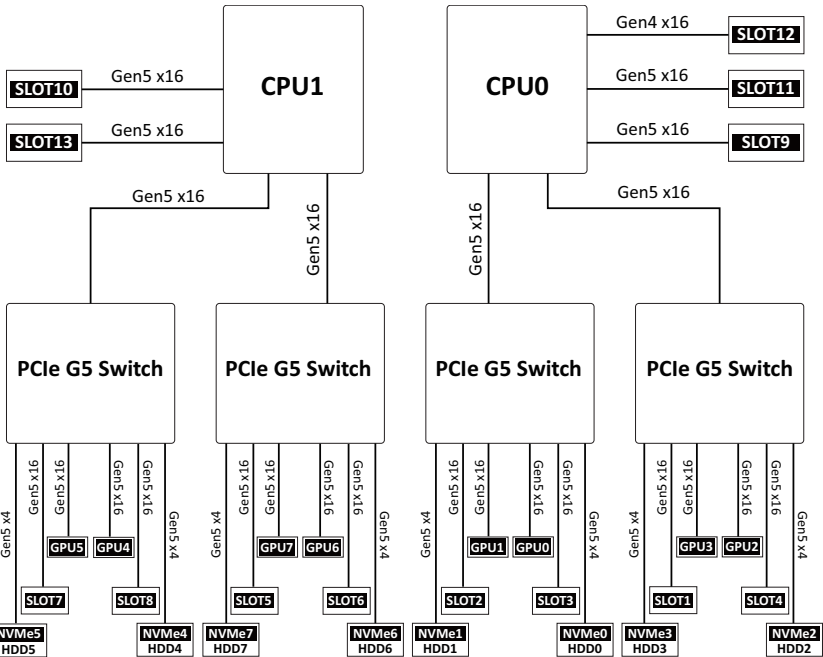 CPU1
CPU0
Gen4 x16
SLOT12
SLOT10
Gen5 x16
Gen5 x16
SLOT11
SLOT13
Gen5 x16
Gen5 x16
SLOT9
Gen5 x16
Gen5 x16
Gen5 x16
Gen5 x16
PCIe G5 Switch
PCIe G5 Switch
PCIe G5 Switch
PCIe G5 Switch
Gen5 x4
Gen5 x16
Gen5 x16
Gen5 x16
Gen5 x16
Gen5 x4
Gen5 x4
Gen5 x16
Gen5 x16
Gen5 x16
Gen5 x16
Gen5 x4
Gen5 x4
Gen5 x16
Gen5 x16
Gen5 x16
Gen5 x16
Gen5 x4
Gen5 x4
Gen5 x16
Gen5 x16
Gen5 x16
Gen5 x16
Gen5 x4
GPU5
GPU4
GPU7
GPU6
GPU1
GPU0
GPU3
GPU2
SLOT7
SLOT8
SLOT5
SLOT6
SLOT2
SLOT3
SLOT1
SLOT4
NVMe5
HDD5
NVMe4
HDD4
NVMe7
HDD7
NVMe6
HDD6
NVMe1
HDD1
NVMe0
HDD0
NVMe3
HDD3
NVMe2
HDD2